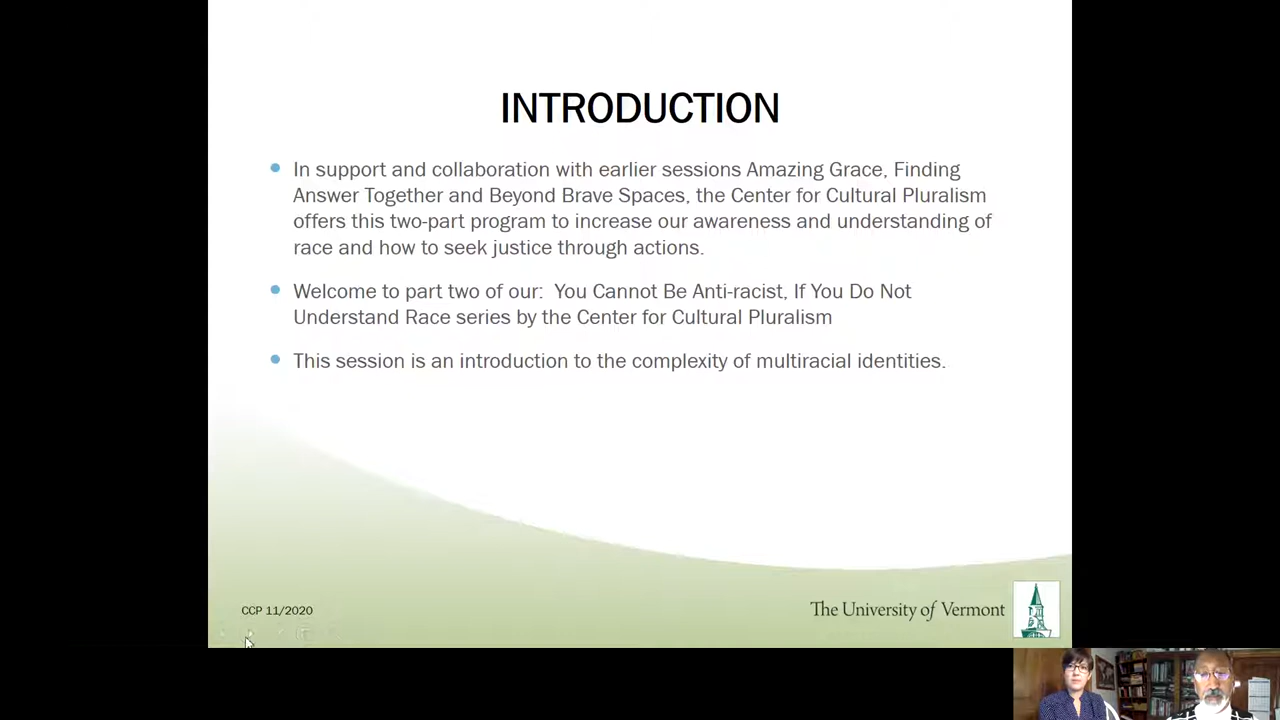 INTRODUCTION
In support and collaboration with earlier sessions Amazing Grace, Finding
Answer Together and Beyond Brave Spaces, the Center for Cultural Pluralism
offers this two-part program to increase our awareness and understanding of
race and how to seek justice through actions.
Welcome to part two of our:  You Cannot Be Anti-racist, If You Do Not
Understand Race series by the Center for Cultural Pluralism
This session is an introduction to the complexity of multiracial identities.
CCP 11/2020
The University of Vermont